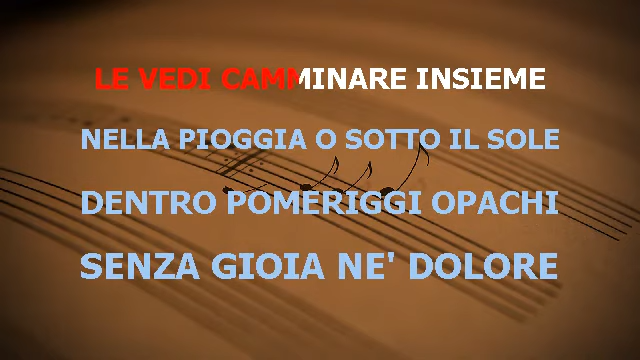 LE VEDI CAMMINARE INSIEME
NELLA PIOGGIA O SOTTO IL SOLE
DENTRO POMERIGGI OPACHI
SENZA GIOIA NE' DOLORE